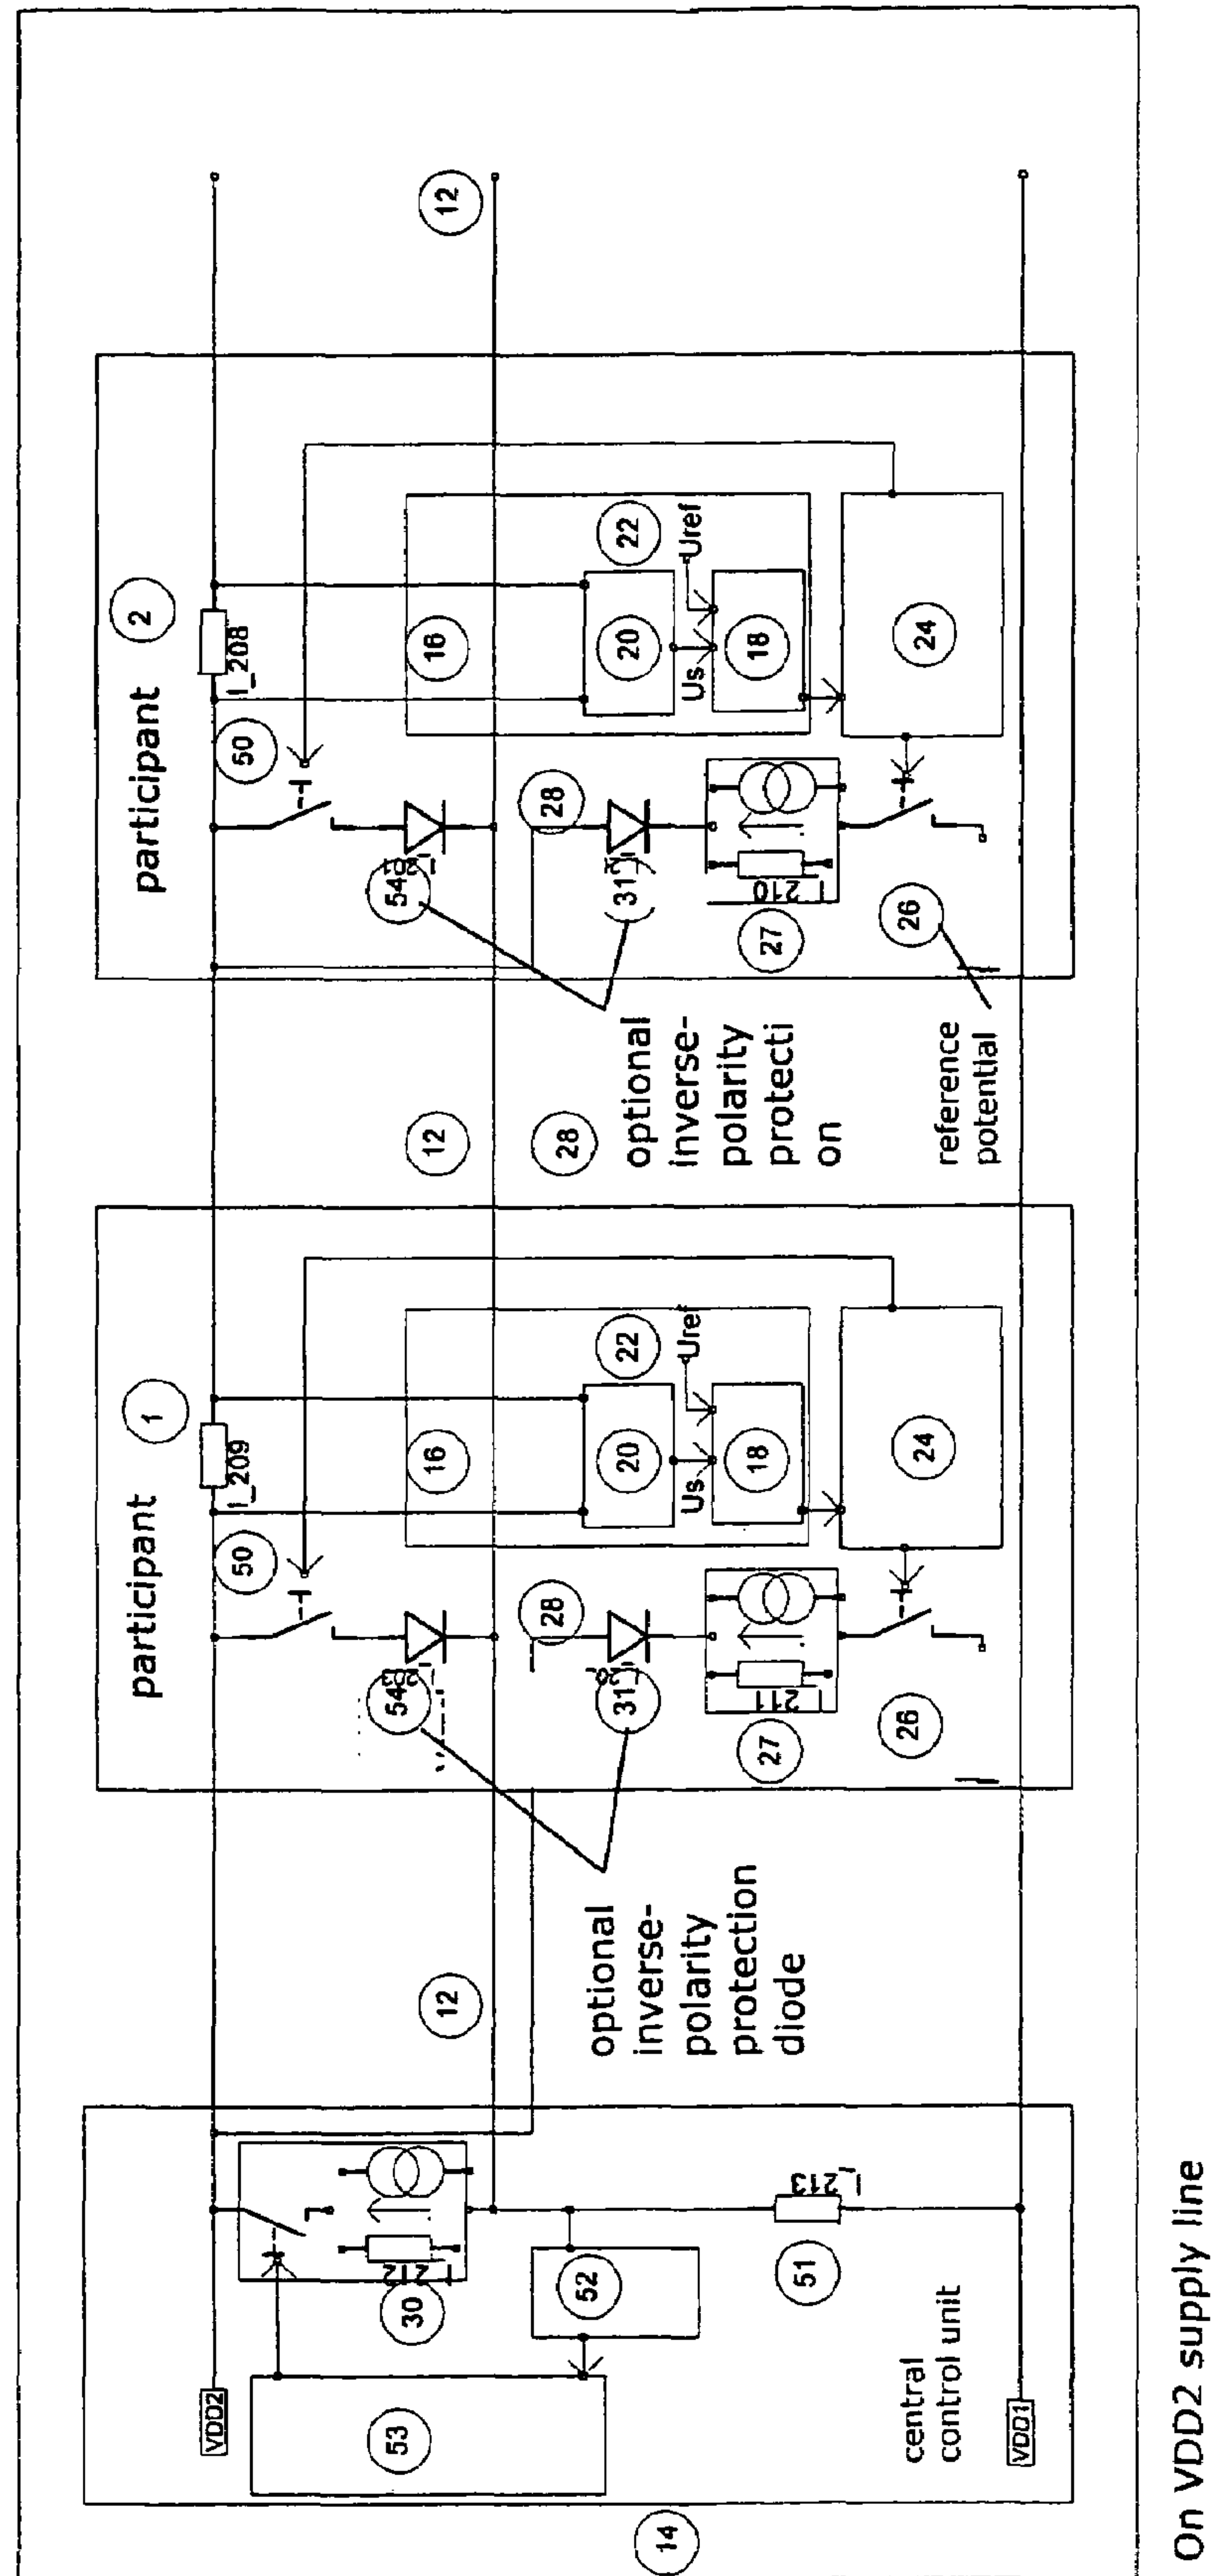 14
53
VDD2
30
I_212
52
51
I_213
central
control unit
VDD1
12
optional
inverse-
polarity
protection
diode
participant
1
50
I_209
54
16
28
31
20
22
Us
Uref
18
27
I_211
24
26
12
28
optional
inverse-
polarity
protecti
on
reference
potential
participant
2
50
I_208
54
16
28
31
20
22
Us
Uref
18
27
I_210
24
26
12
On VDD2 supply line